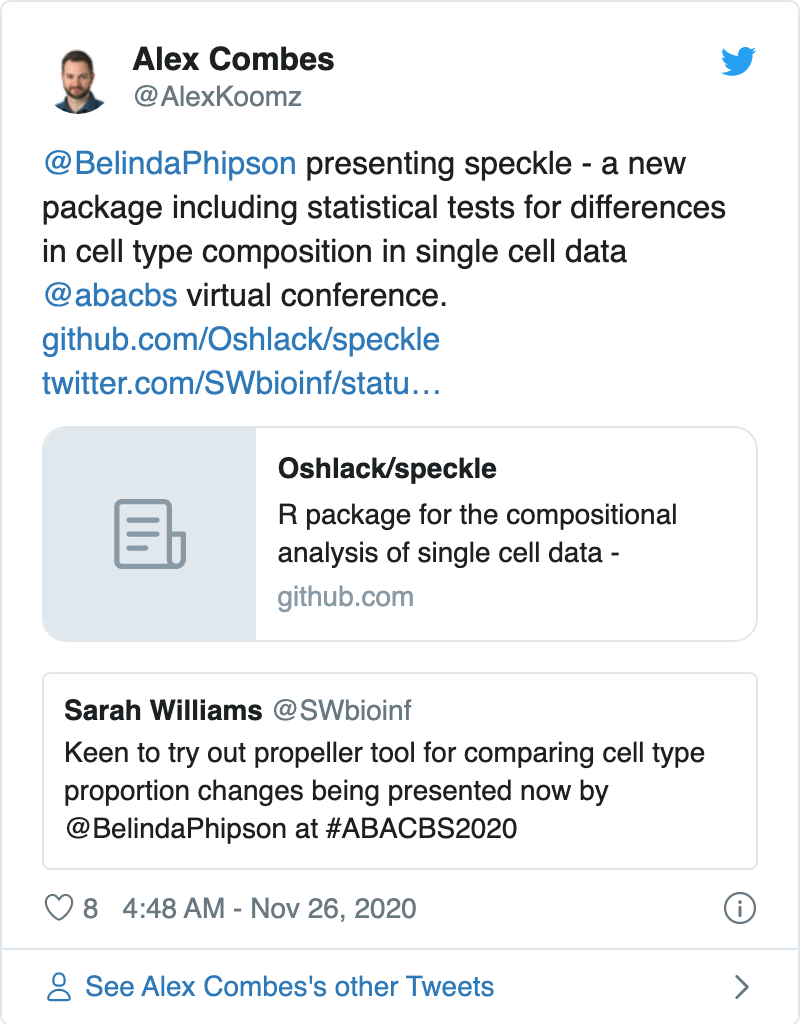 Alex Combes
@AlexKoomz
@BelindaPhipson presenting speckle - a new
package including statistical tests for differences
in cell type composition in single cell data
@abacbs virtual conference.
github.com/Oshlack/speckle
twitter.com/SWbioinf/statu…
Oshlack/speckle
R package for the compositional
analysis of single cell data -
github.com
Sarah Williams @SWbioinf
Keen to try out propeller tool for comparing cell type
proportion changes being presented now by
@BelindaPhipson at #ABACBS2020
8 4:48 AM - Nov 26, 2020
See Alex Combes's other Tweets